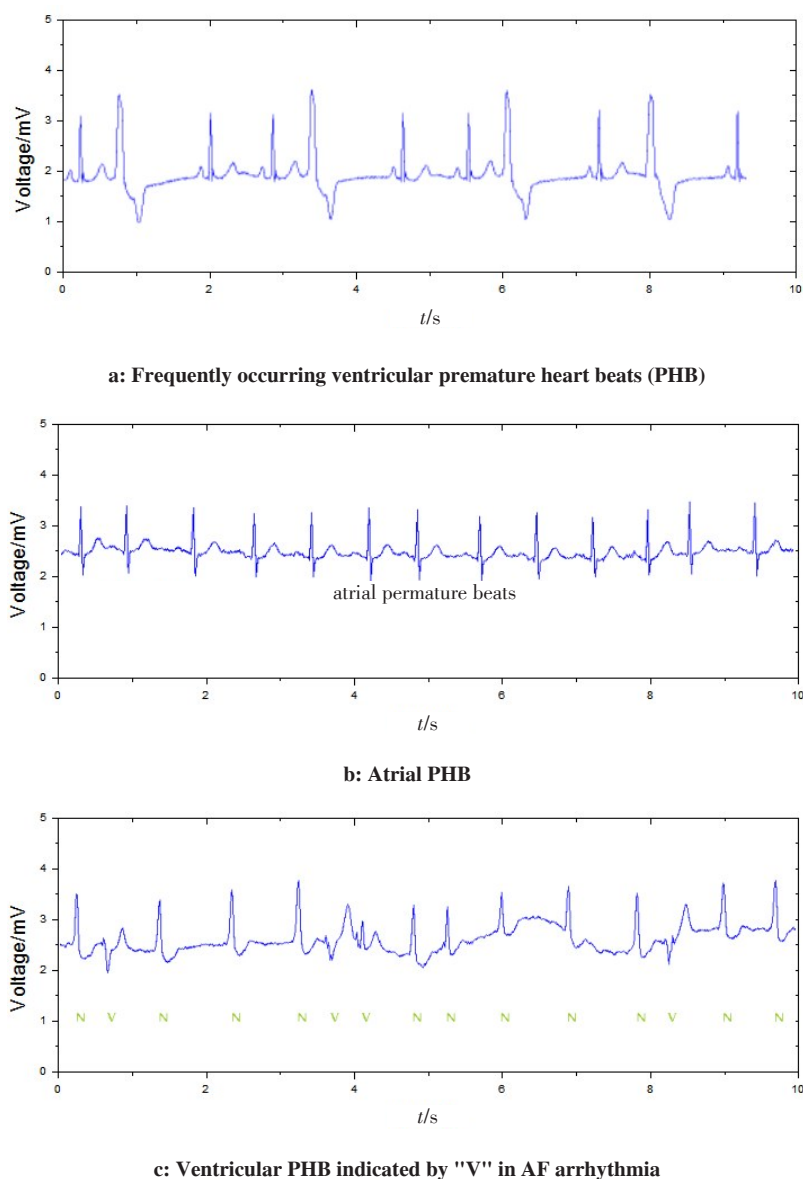 5
4
3
2
1
0
Voltage/mV
0 2 4 6 8 10
t/s
a: Frequently occurring ventricular premature heart beats (PHB)
5
4
3
2
1
0
Voltage/mV
atrial permature beats
0 2 4 6 8 10
t/s
b: Atrial PHB
5
4
3
2
1
0
Voltage/mV
N V N N N V V N N N N N V N N
0 2 4 6 8 10
t/s
c: Ventricular PHB indicated by "V" in AF arrhythmia